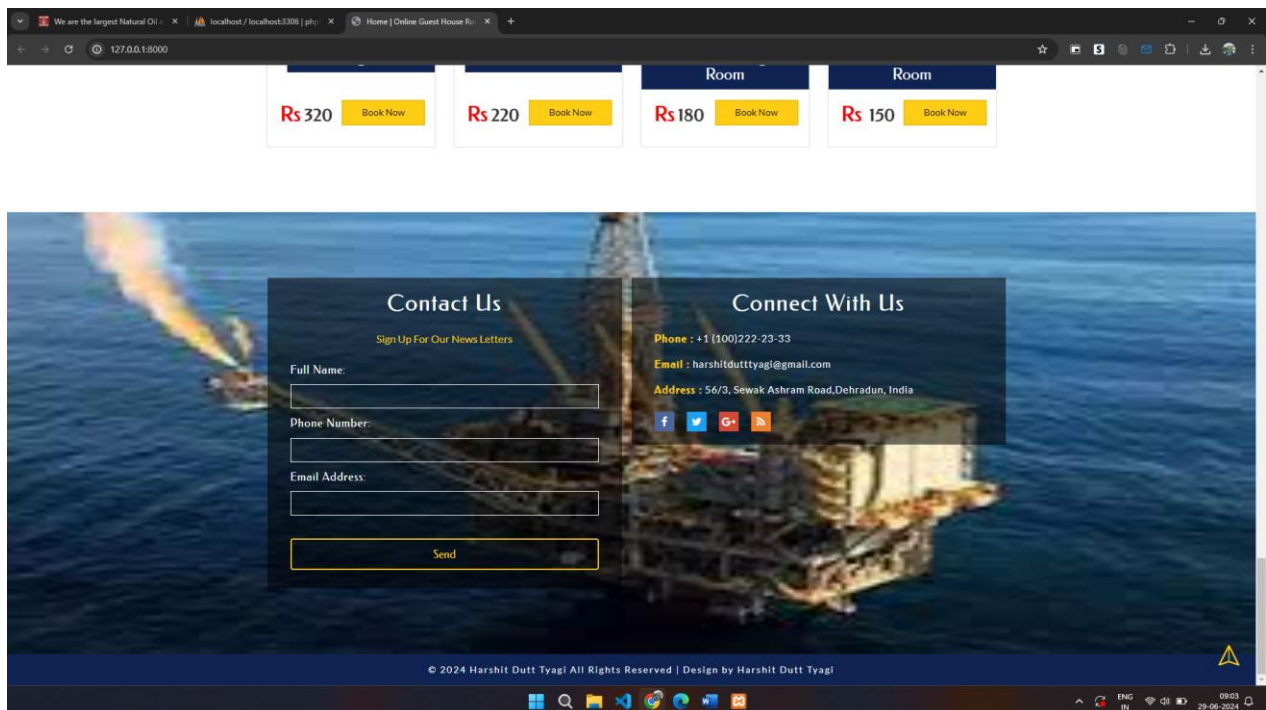 We are the largest Natural Oil a
localhost / localhost:3306 | php
Home | Online Guest House Ro
127.0.0.1:8000
Room
Room
Rs 320 Book Now
Rs 220 Book Now
Rs 180 Book Now
Rs 150 Book Now
Contact Us
Sign Up For Our News Letters
Full Name:
Phone Number:
Email Address:
Send
Connect With Us
Phone : +1 (100)222-23-33
Email : harshitdutttyagi@gmail.com
Address : 56/3, Sewak Ashram Road,Dehradun, India
© 2024 Harshit Dutt Tyagi All Rights Reserved | Design by Harshit Dutt Tyagi
ENG
IN
09:03
29-06-2024